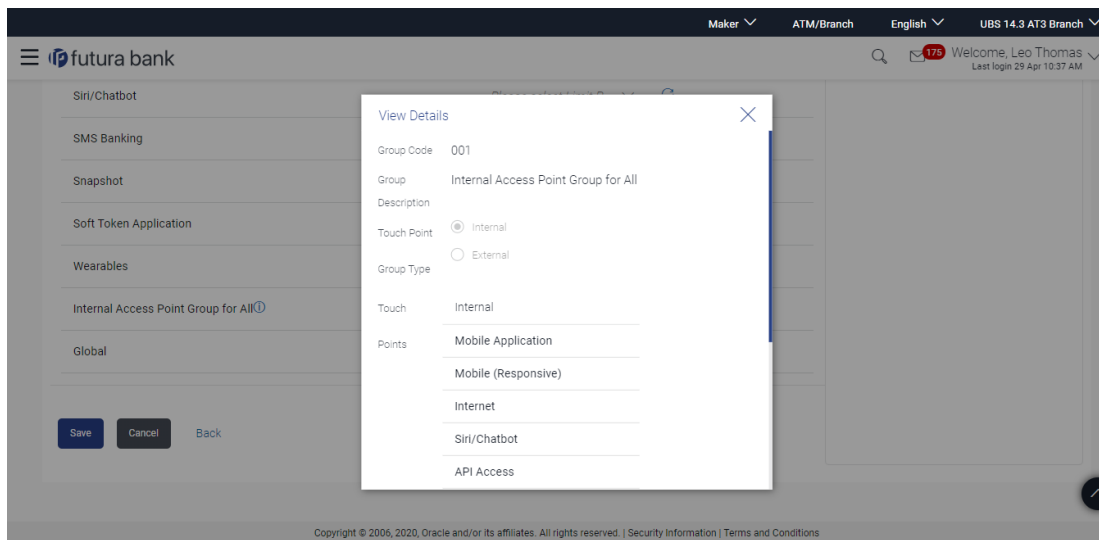 Maker ATM/Branch English UBS 14.3 AT3 Branch
futura bank 175 Welcome, Leo Thomas
Last login 29 Apr 10:37 AM
Siri/Chatbot
SMS Banking
Snapshot
Soft Token Application
Wearables
Internal Access Point Group for All
Global
Save Cancel Back
View Details
Group Code 001
Group Description Internal Access Point Group for All
Touch Point Group Type Internal
External
Touch Points Internal
Mobile Application
Mobile (Responsive)
Internet
Siri/Chatbot
API Access
Copyright © 2006, 2020, Oracle and/or its affiliates. All rights reserved. | Security Information | Terms and Conditions